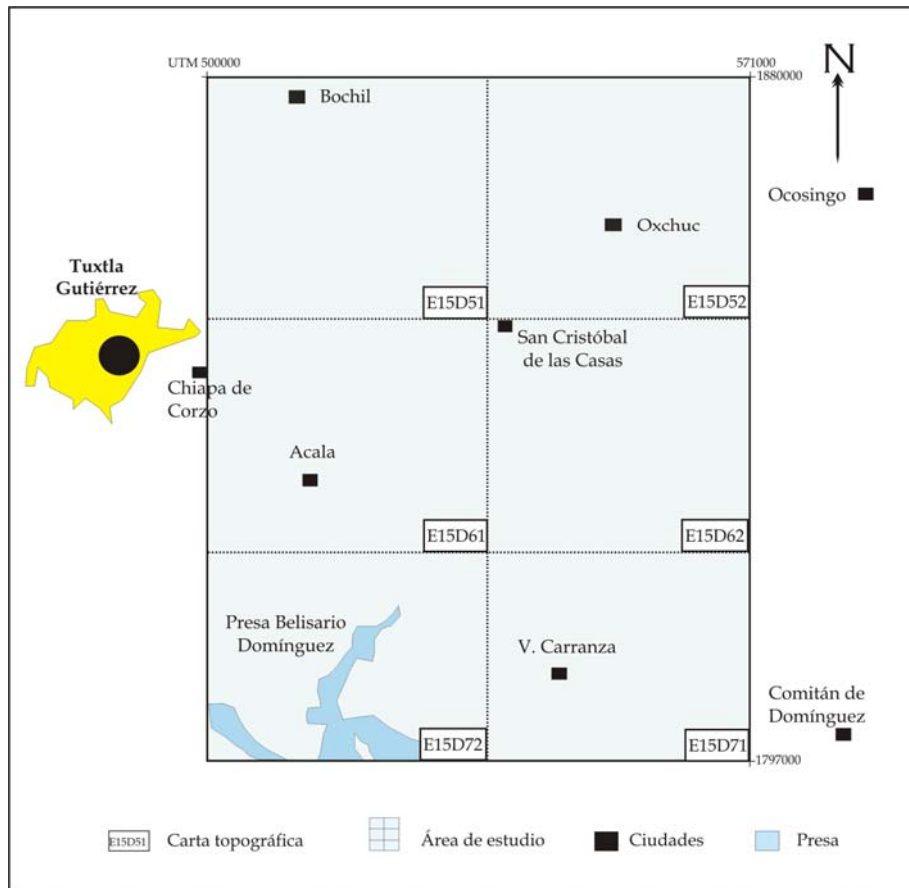 UTM 500000
571000
1880000
N
Bochil
Ocosingo
Oxchuc
Tuxtla
Gutiérrez
E15D51
E15D52
San Cristóbal
de las Casas
Chiapa de
Corzo
Acala
E15D61
E15D62
Presa Belisario
Domínguez
V. Carranza
Comitán de
Domínguez
E15D72
E15D71
1797000
E15D51
Carta topográfica
Área de estudio
Ciudades
Presa